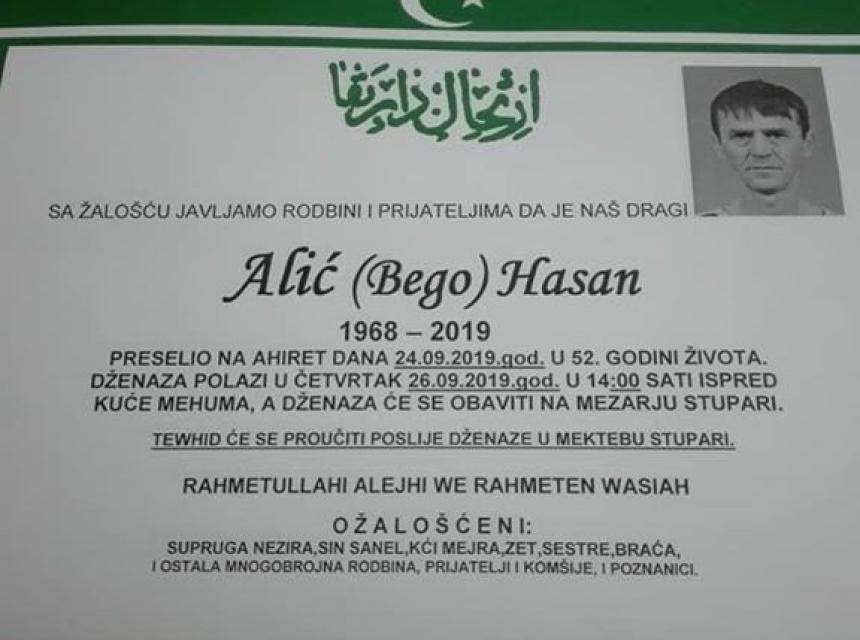 SA ŽALOŠĆU JAVLJAMO RODBINI I PRIJATELJIMA DA JE NAŠ DRAGI
Alić (Bego) Hasan
1968 – 2019
PRESELIO NA AHIRET DANA 24.09.2019.god. U 52. GODINI ŽIVOTA.
DŽENAZA POLAZI U ČETVRTAK 26.09.2019.god. U 14:00 SATI ISPRED
KUĆE MEHUMA, A DŽENAZA ĆE SE OBAVITI NA MEZARJU STUPARI.
TEWHID ĆE SE PROUČITI POSLIJE DŽENAZE U MEKTEBU STUPARI.
RAHMETULLAHI ALEJHI WE RAHMETEN WASIAH
OŽALOŠĆENI:
SUPRUGA NEZIRA,SIN SANEL,KĆI MEJRA,ZET,SESTRE,BRAĆA,
I OSTALA MNOGOBROJNA RODBINA, PRIJATELJI I KOMŠIJE, I POZNANICI.